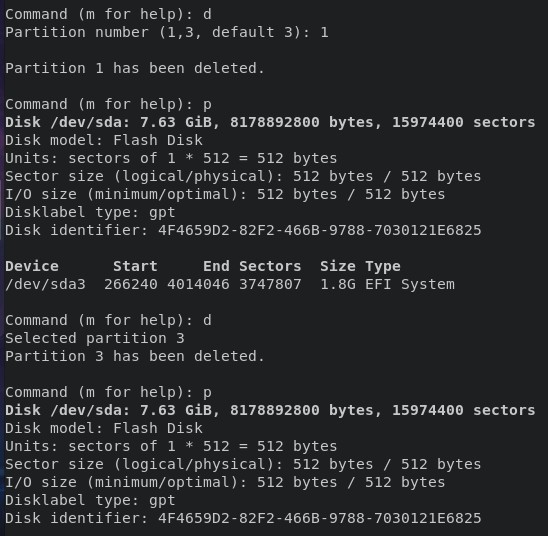 Command (m for help): d
Partition number (1,3, default 3): 1
Partition 1 has been deleted.
Command (m for help): p
Disk /dev/sda: 7.63 GiB, 8178892800 bytes, 15974400 sectors
Disk model: Flash Disk
Units: sectors of 1 * 512 = 512 bytes
Sector size (logical/physical): 512 bytes / 512 bytes
I/O size (minimum/optimal): 512 bytes / 512 bytes
Disklabel type: gpt
Disk identifier: 4F4659D2-82F2-466B-9788-7030121E6825
Device      Start     End Sectors  Size Type
/dev/sda3  266240 4014046 3747807  1.8G EFI System
Command (m for help): d
Selected partition 3
Partition 3 has been deleted.
Command (m for help): p
Disk /dev/sda: 7.63 GiB, 8178892800 bytes, 15974400 sectors
Disk model: Flash Disk
Units: sectors of 1 * 512 = 512 bytes
Sector size (logical/physical): 512 bytes / 512 bytes
I/O size (minimum/optimal): 512 bytes / 512 bytes
Disklabel type: gpt
Disk identifier: 4F4659D2-82F2-466B-9788-7030121E6825